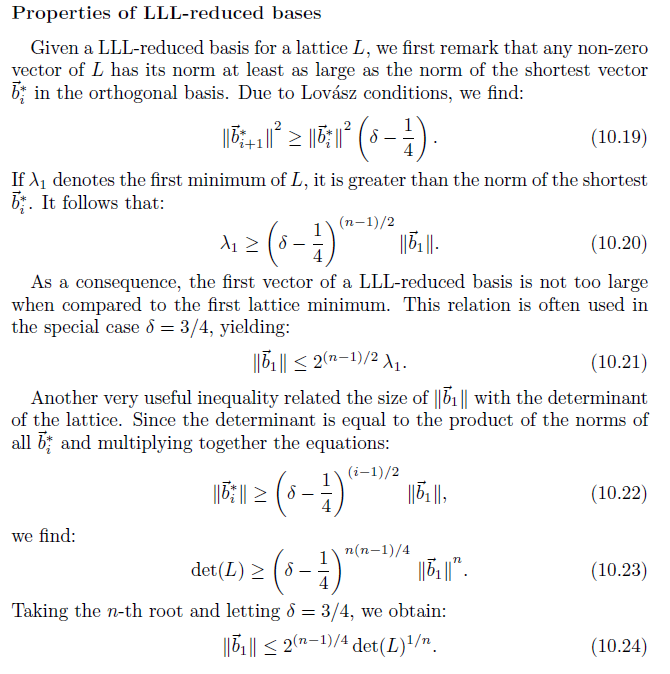 Properties of LLL-reduced bases
Given a LLL-reduced basis for a lattice L, we first remark that any non-zero
vector of L has its norm at least as large as the norm of the shortest vector
$\vec{b}_i^*$ in the orthogonal basis. Due to Lovász conditions, we find:
$\|\vec{b}_{i+1}^*\|^2 \geq \|\vec{b}_i^*\|^2 \left(\delta - \frac{1}{4}\right).$ (10.19)
If $\lambda_1$ denotes the first minimum of L, it is greater than the norm of the shortest
$\vec{b}_i^*$. It follows that:
$\lambda_1 \geq \left(\delta - \frac{1}{4}\right)^{(n-1)/2} \|\vec{b}_1\|.$ (10.20)
As a consequence, the first vector of a LLL-reduced basis is not too large
when compared to the first lattice minimum. This relation is often used in
the special case $\delta = 3/4$, yielding:
$\|\vec{b}_1\| \leq 2^{(n-1)/2} \lambda_1.$ (10.21)
Another very useful inequality related the size of $\|\vec{b}_1\|$ with the determinant
of the lattice. Since the determinant is equal to the product of the norms of
all $\vec{b}_i^*$ and multiplying together the equations:
$\|\vec{b}_i^*\| \geq \left(\delta - \frac{1}{4}\right)^{(i-1)/2} \|\vec{b}_1\|,$ (10.22)
we find:
$\det(L) \geq \left(\delta - \frac{1}{4}\right)^{n(n-1)/4} \|\vec{b}_1\|^n.$ (10.23)
Taking the n-th root and letting $\delta = 3/4$, we obtain:
$\|\vec{b}_1\| \leq 2^{(n-1)/4} \det(L)^{1/n}.$ (10.24)